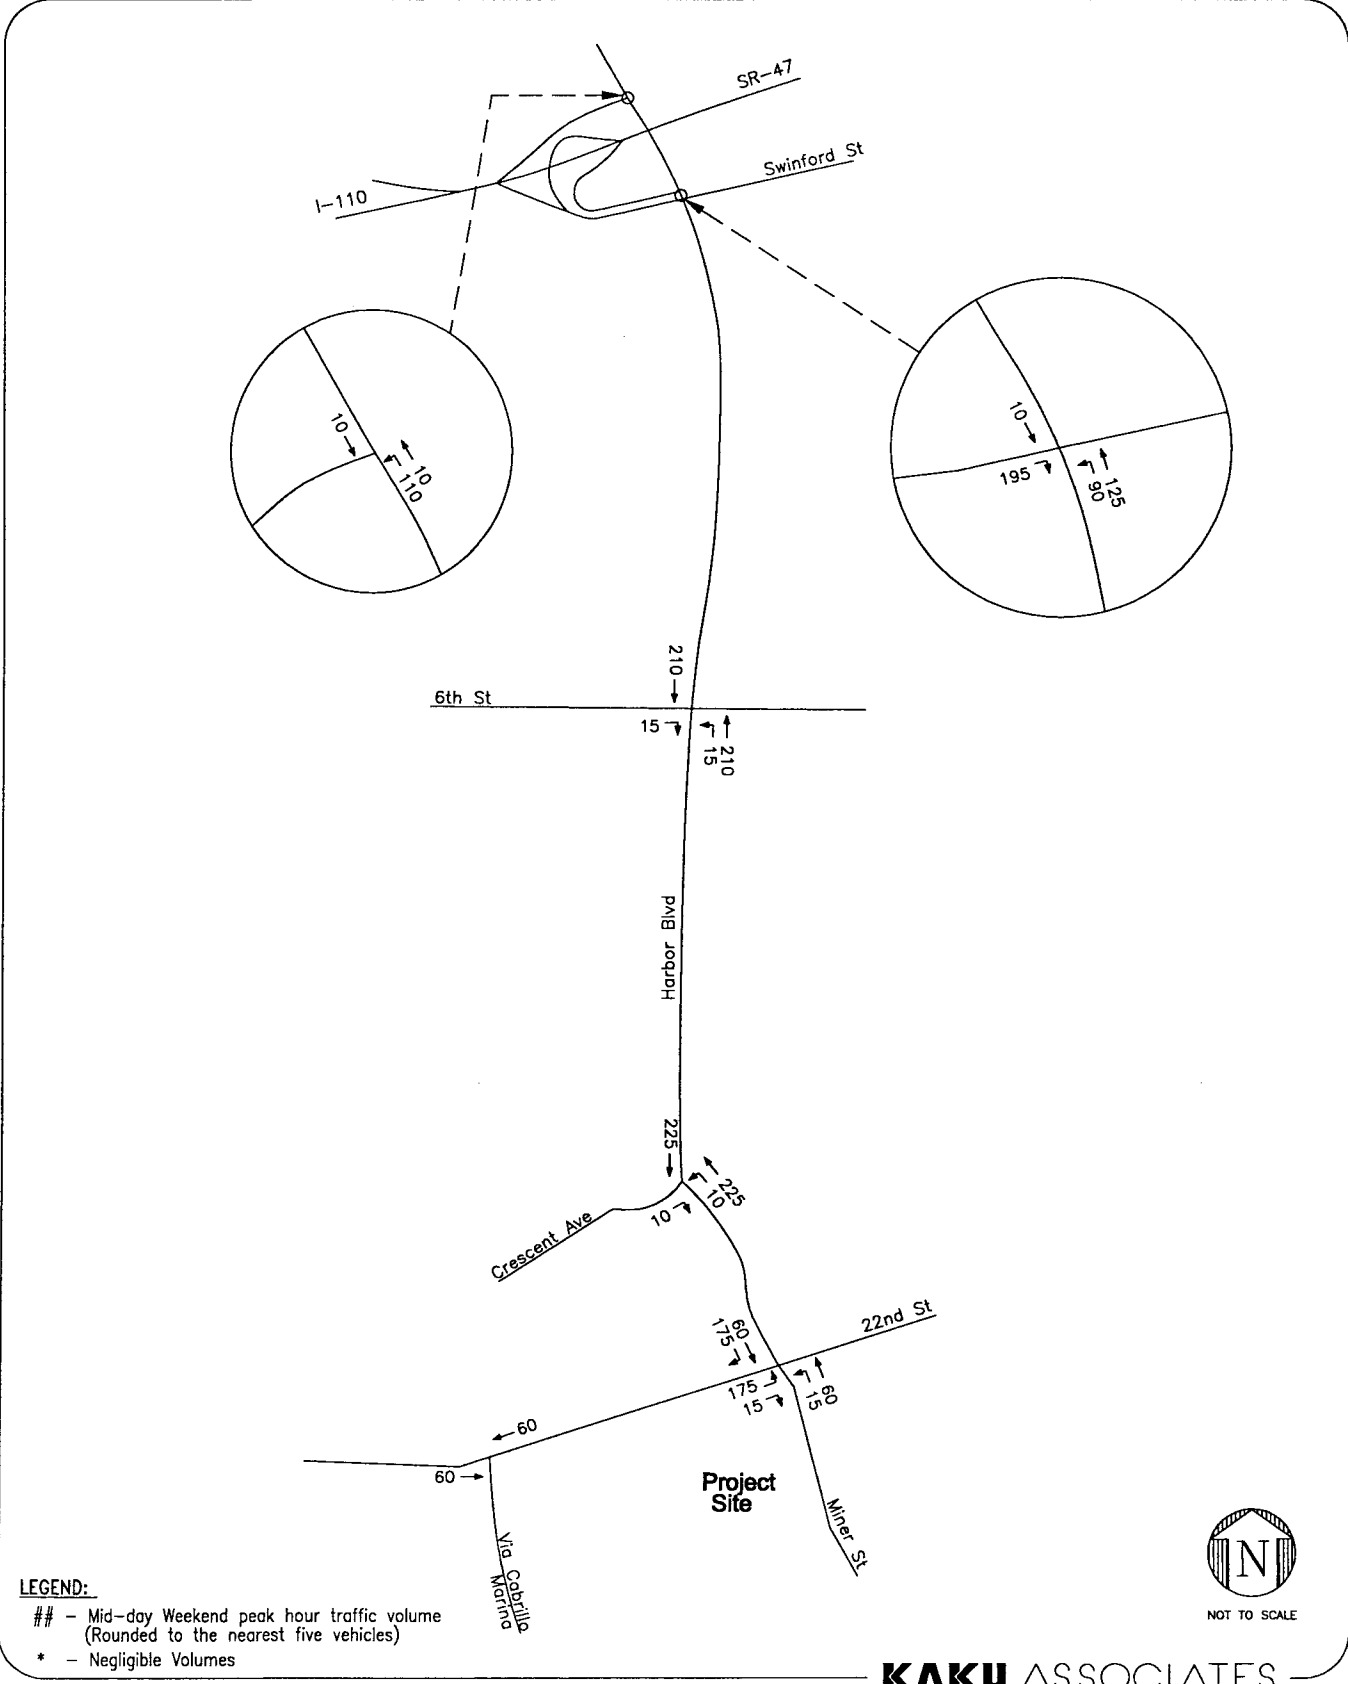 SR-47
Swinford St
I-110
10
10
110
10
195
125
90
210
6th St
15
210
15
Harbor Blvd
225
225
10
10
Crescent Ave
22nd St
60
175
175
15
60
15
60
60
Project
Site
Miner St
Via Cabrillo
Marina
N
NOT TO SCALE
LEGEND:
## - Mid-day Weekend peak hour traffic volume
(Rounded to the nearest five vehicles)
* - Negligible Volumes
KAKU ASSOCIATES